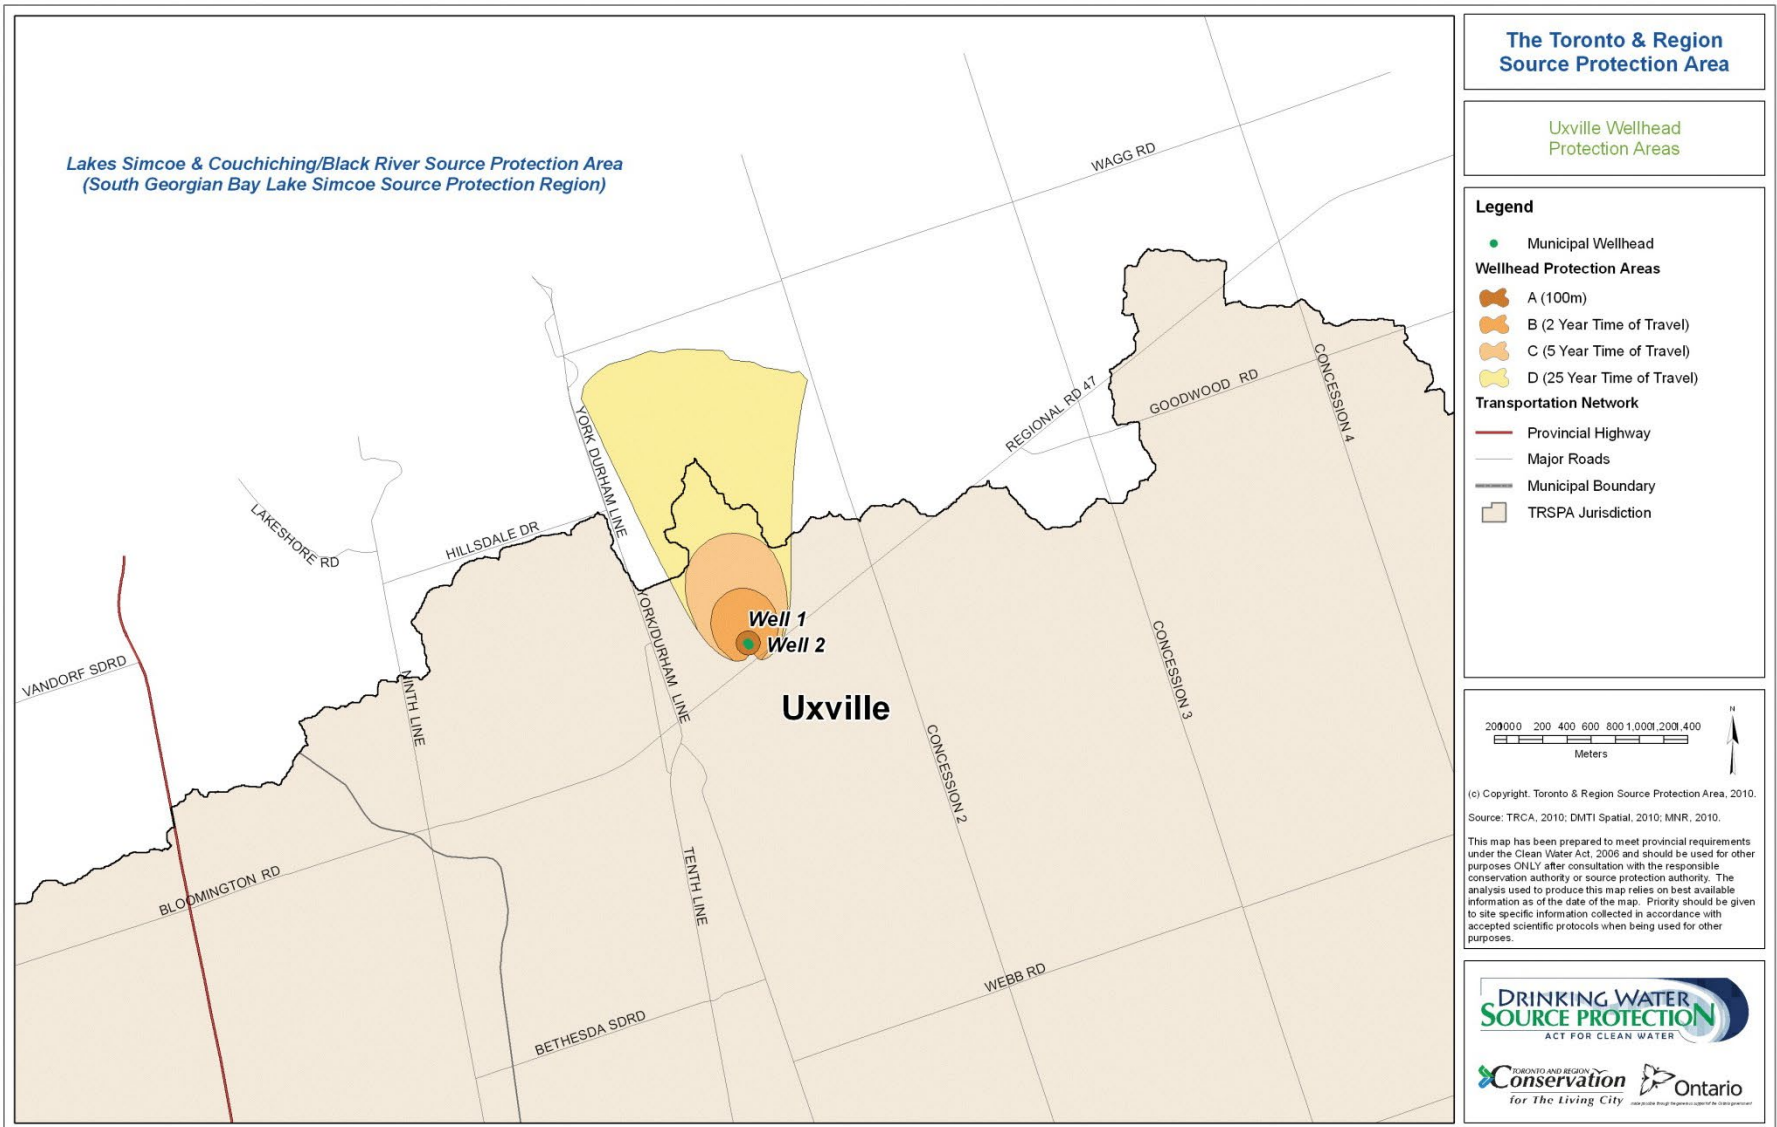 The Toronto & Region
Source Protection Area
Uxville Wellhead
Protection Areas
Lakes Simcoe & Couchiching/Black River Source Protection Area
(South Georgian Bay Lake Simcoe Source Protection Region)
WAGG RD
REGIONAL RD 47
GOODWOOD RD
CONCESSION 4
YORK DURHAM LINE
LAKESHORE RD
HILLSDALE DR
YORK/DURHAM LINE
Well 1
Well 2
Uxville
VANDORF SDRD
NINTH LINE
CONCESSION 3
CONCESSION 2
BLOOMINGTON RD
TENTH LINE
WEBB RD
BETHESDA SDRD
Legend
Municipal Wellhead
Wellhead Protection Areas
A (100m)
B (2 Year Time of Travel)
C (5 Year Time of Travel)
D (25 Year Time of Travel)
Transportation Network
Provincial Highway
Major Roads
Municipal Boundary
TRSPA Jurisdiction
N
200 400 600 800 1,000 1,200 1,400
Meters
(c) Copyright. Toronto & Region Source Protection Area, 2010.
Source: TRCA, 2010; DMTI Spatial, 2010; MNR, 2010.
This map has been prepared to meet provincial requirements
under the Clean Water Act, 2006 and should be used for other
purposes ONLY after consultation with the responsible
conservation authority or source protection authority. The
analysis used to produce this map relies on best available
information as of the date of the map. Priority should be given
to site specific information collected in accordance with
accepted scientific protocols when being used for other
purposes.
DRINKING WATER
SOURCE PROTECTION
ACT FOR CLEAN WATER
TORONTO AND REGION
Conservation
for The Living City
Ontario